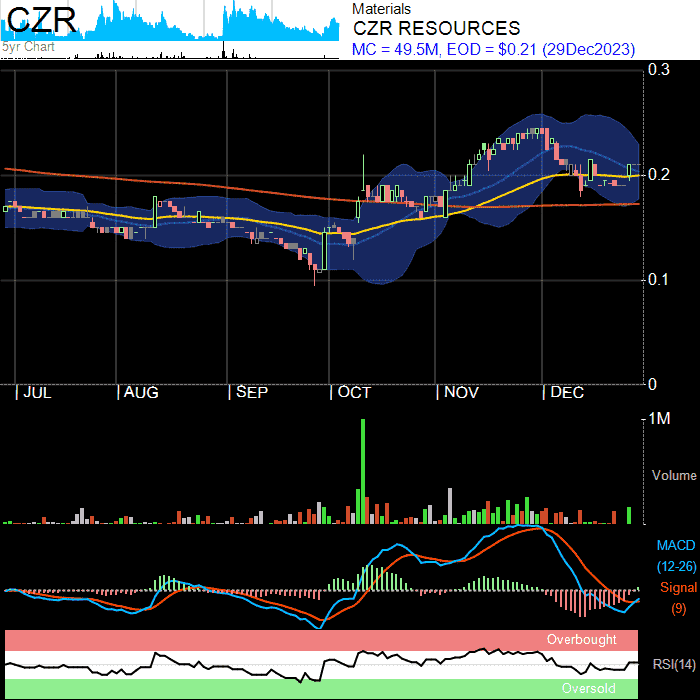 CZR
5yr Chart
Materials
CZR RESOURCES
MC = 49.5M, EOD = $0.21 (29Dec2023)
0.3
0.2
0.1
0
JUL
AUG
SEP
OCT
NOV
DEC
1M
Volume
MACD
(12-26)
Signal
(9)
Overbought
RSI(14)
Oversold